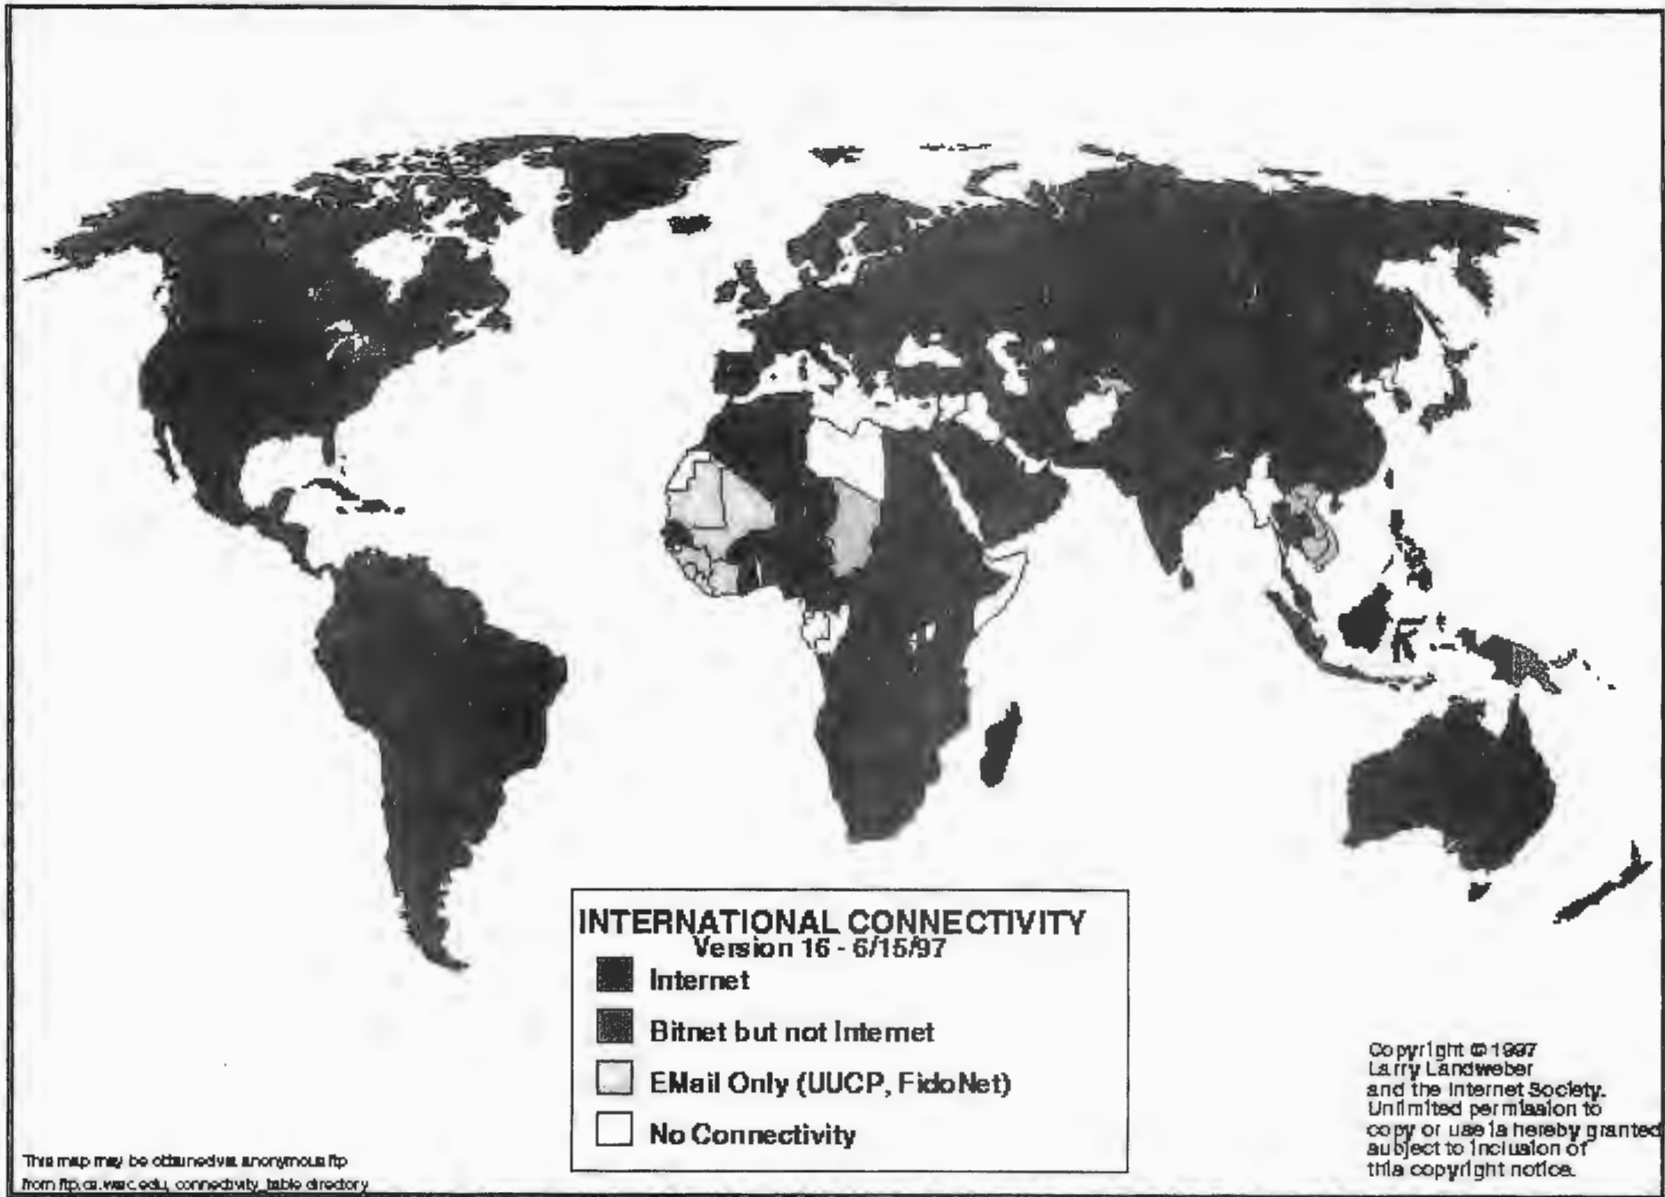 INTERNATIONAL CONNECTIVITY
Version 16 - 6/15/97
Internet
Bitnet but not Internet
EMail Only (UUCP, FidoNet)
No Connectivity
Copyright © 1997
Larry Landweber
and the Internet Society.
Unlimited permission to
copy or use is hereby granted
subject to inclusion of
this copyright notice.
This map may be obtained via anonymous ftp
from ftp.cs.wisc.edu, connectivity_table directory